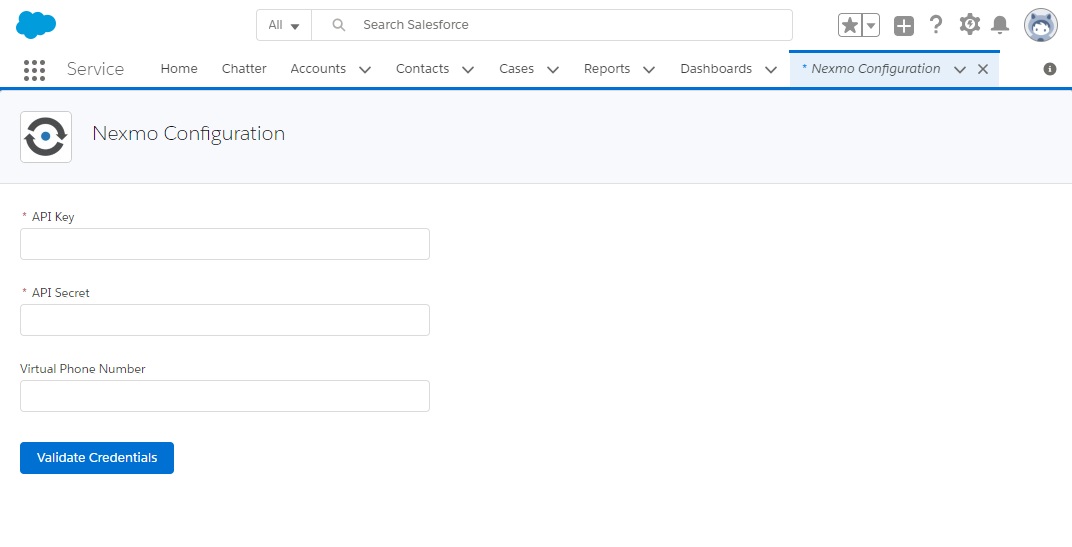 All Search Salesforce
Service Home Chatter Accounts Contacts Cases Reports Dashboards * Nexmo Configuration
Nexmo Configuration
* API Key
* API Secret
Virtual Phone Number
Validate Credentials